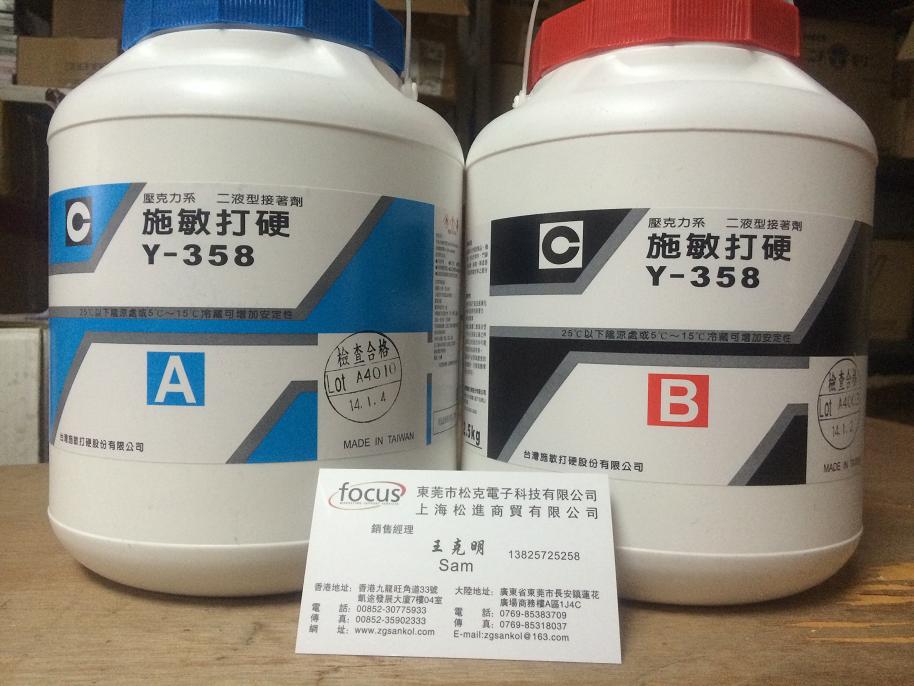 C
壓克力系 二液型接著劑
施敏打硬
Y-358
25℃以下陰涼處或5℃～15℃冷藏可增加安定性
A
檢查合格
Lot A4010
14.1.4
MADE IN TAIWAN
台灣施敏打硬股份有限公司
C
壓克力系 二液型接著劑
施敏打硬
Y-358
25℃以下陰涼處或5℃～15℃冷藏可增加安定性
B
檢查合格
Lot
14.1.
MADE IN
台灣施敏打硬股份有限公司
.5kg
focus
東莞市松克電子科技有限公司
上海松進商貿有限公司
銷售經理
王克明 13825725258
Sam
香港地址: 香港九龍旺角道33號
凱途發展大廈7樓04室
電 話: 00852-30775933
傳 真: 00852-35902333
網 址: www.zgsankol.com
大陸地址: 廣東省東莞市長安鎮蓮花
廣場商務樓A區1J4C
電 話: 0769-85383709
傳 真: 0769-85318037
E-mail:zgsankol@163.com